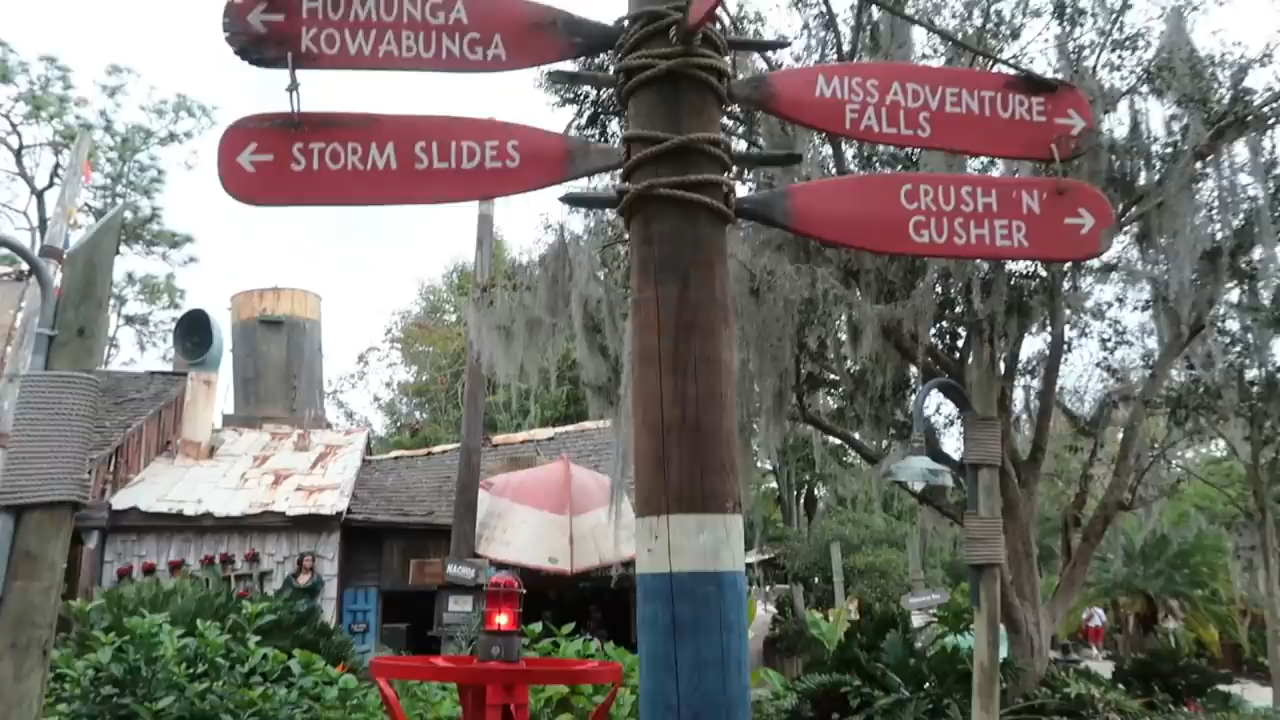 HUMUNGA
KOWABUNGA
STORM SLIDES
MISS ADVENTURE
FALLS
CRUSH 'N'
GUSHER
NACHOS